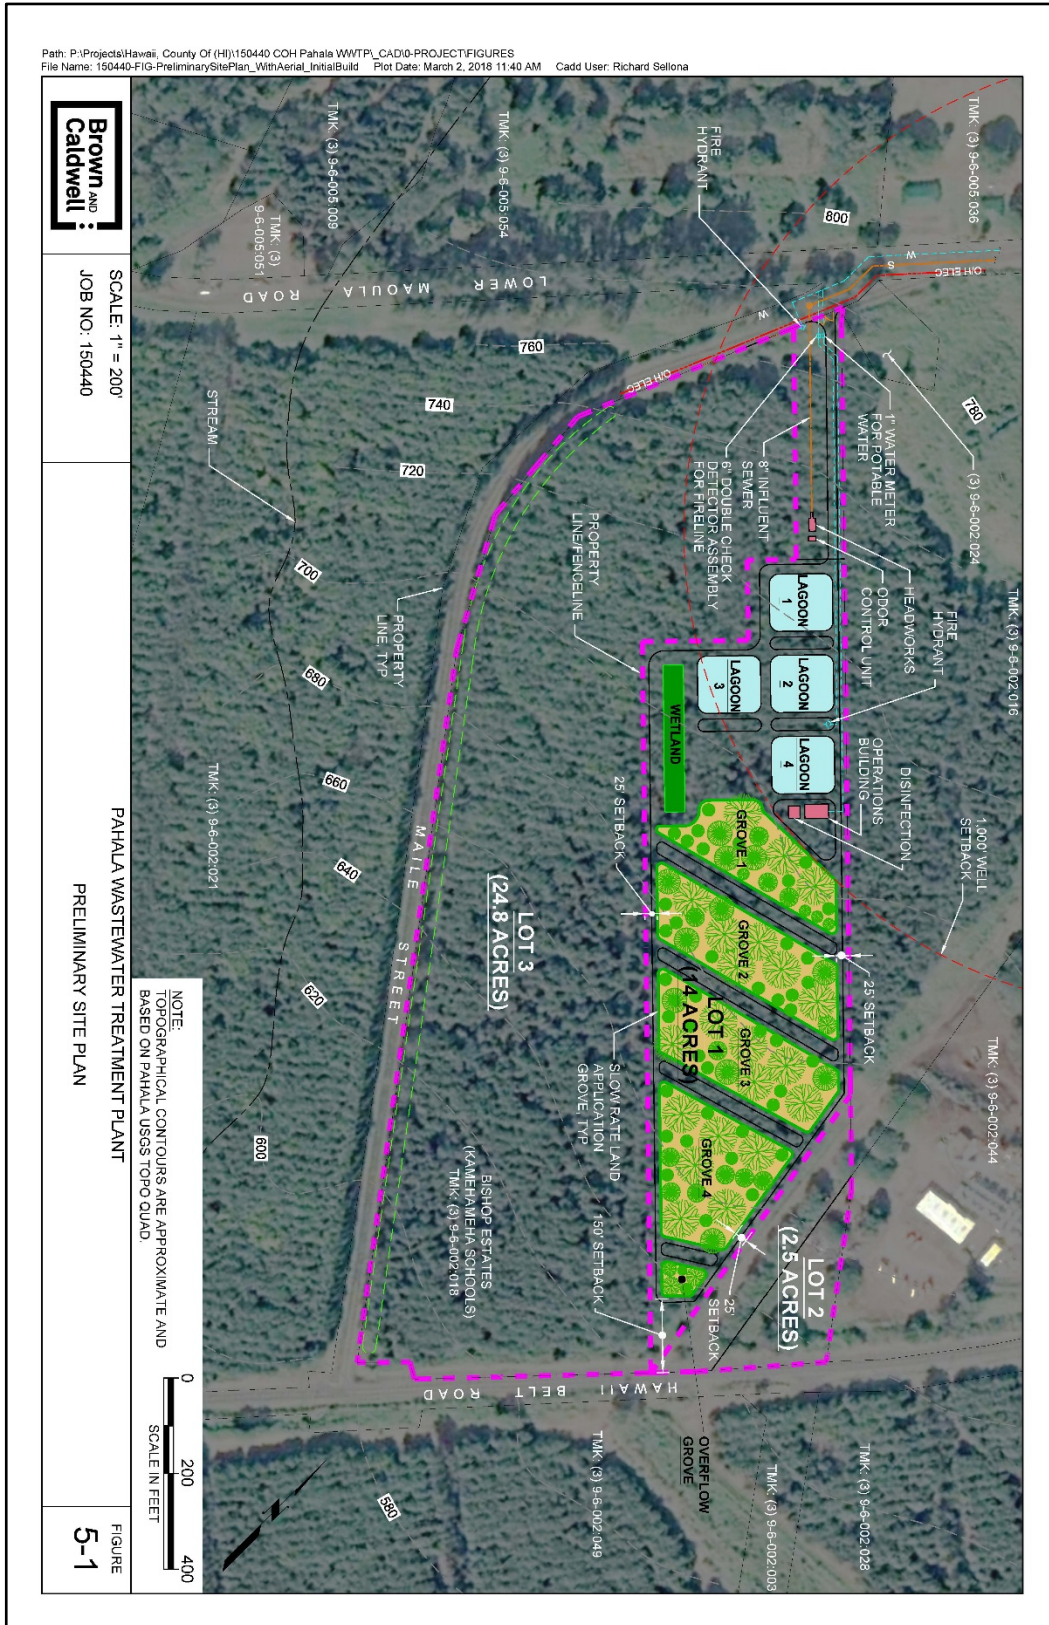 Path: P:\Projects\Hawaii, County Of (HI)\150440 COH Pahala WWTP\_CAD\0-PROJECT\FIGURES
File Name: 150440-FIG-PreliminarySitePlan_WithAerial_InitialBuild Plot Date: March 2, 2018 11:40 AM Cadd User: Richard Sellona
Brown AND
Caldwell
SCALE: 1" = 200'
JOB NO: 150440
PAHALA WASTEWATER TREATMENT PLANT
PRELIMINARY SITE PLAN
FIGURE
5-1
NOTE:
TOPOGRAPHICAL CONTOURS ARE APPROXIMATE AND
BASED ON PAHALA USGS TOPO QUAD.
0 200 400
SCALE IN FEET
TMK: (3) 9-6-005:036
TMK: (3) 9-6-005:054
TMK: (3) 9-6-005:009
TMK: (3)
9-6-005:051
FIRE
HYDRANT
800
W
S
O/H ELEC
LOWER MAOULA ROAD
W
O/H ELEC
760
740
720
700
680
660
640
620
600
580
780
(3) 9-6-002:024
1" WATER METER
FOR POTABLE
WATER
8" INFLUENT
SEWER
6" DOUBLE CHECK
DETECTOR ASSEMBLY
FOR FIRELINE
HEADWORKS
ODOR
CONTROL UNIT
FIRE
HYDRANT
TMK: (3) 9-6-002:016
PROPERTY
LINE/FENCELINE
LAGOON
1
LAGOON
2
LAGOON
3
LAGOON
4
WETLAND
OPERATIONS
BUILDING
DISINFECTION
1,000' WELL
SETBACK
STREAM
PROPERTY
LINE, TYP
TMK: (3) 9-6-002:021
25' SETBACK
25' SETBACK
GROVE 1
GROVE 2
GROVE 3
GROVE 4
LOT 1
(14 ACRES)
LOT 3
(24.8 ACRES)
MAILE STREET
TMK: (3) 9-6-002:044
SLOW RATE LAND
APPLICATION
GROVE, TYP
BISHOP ESTATES
(KAMEHAMEHA SCHOOLS)
TMK: (3) 9-6-002:018
150' SETBACK
25'
SETBACK
LOT 2
(2.5 ACRES)
HAWAII BELT ROAD
OVERFLOW
GROVE
TMK: (3) 9-6-002:028
TMK: (3) 9-6-002:003
TMK: (3) 9-6-002:049